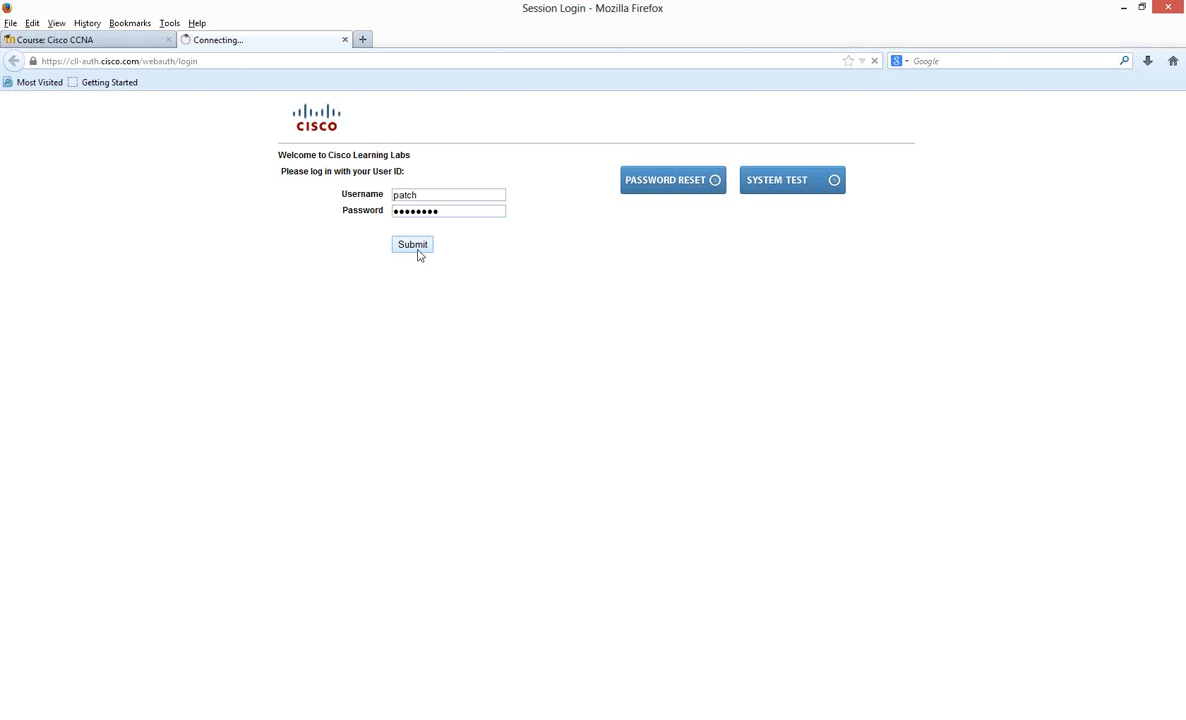 Session Login - Mozilla Firefox
File Edit View History Bookmarks Tools Help
Course: Cisco CCNA × Connecting... × +
https://cll-auth.cisco.com/webauth/login Google
Most Visited Getting Started
CISCO
Welcome to Cisco Learning Labs
Please log in with your User ID:
PASSWORD RESET SYSTEM TEST
Username patch
Password ••••••••
Submit